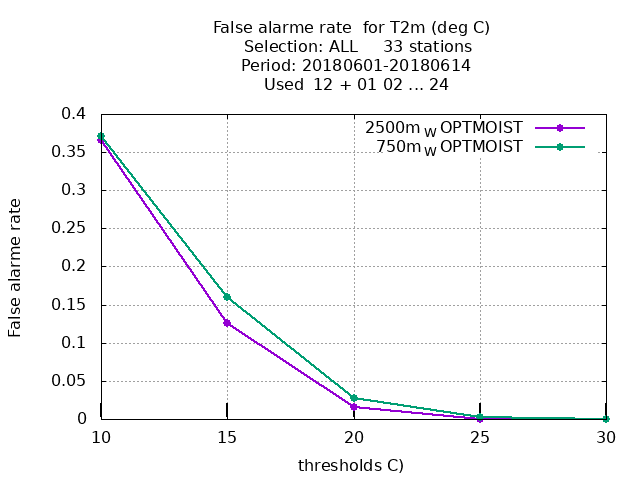 False alarme rate  for T2m (deg C)
Selection: ALL     33 stations
Period: 20180601-20180614
Used  12 + 01 02 ... 24
2500m W OPTMOIST
750m W OPTMOIST
False alarme rate
0.4
0.35
0.3
0.25
0.2
0.15
0.1
0.05
0
10 15 20 25 30
thresholds C)